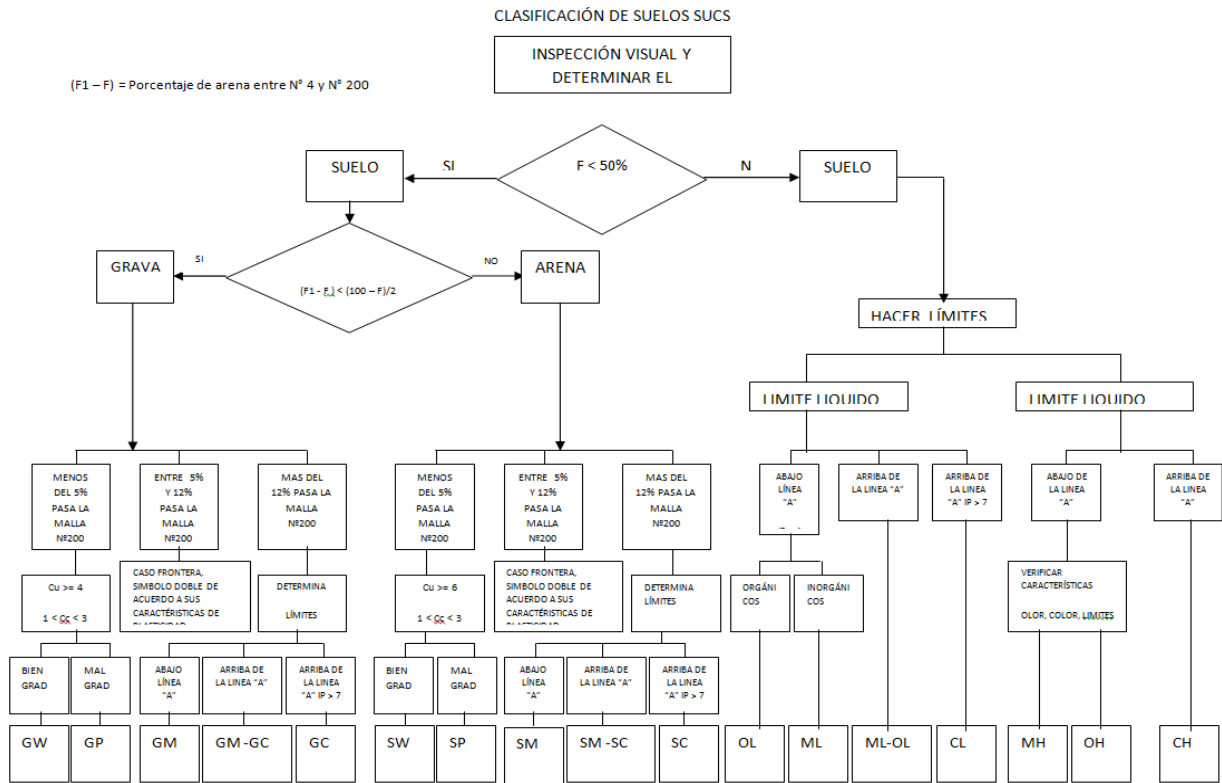 CLASIFICACIÓN DE SUELOS SUCS
INSPECCIÓN VISUAL Y
DETERMINAR EL
(F1 – F) = Porcentaje de arena entre N° 4 y N° 200
SUELO
SI
F < 50%
N
SUELO
GRAVA
SI
(F1 - F ) < (100 – F)/2
NO
ARENA
HACER LÍMITES
LIMITE LIQUIDO
LIMITE LIQUIDO
MENOS
DEL 5%
PASA LA
MALLA
Nº200
ENTRE 5%
Y 12%
PASA LA
MALLA
Nº200
MAS DEL
12% PASA LA
MALLA
Nº200
MENOS
DEL 5%
PASA LA
MALLA
Nº200
ENTRE 5%
Y 12%
PASA LA
MALLA
Nº200
MAS DEL
12% PASA LA
MALLA
Nº200
ABAJO
LÍNEA
"A"
ARRIBA DE
LA LINEA "A"
ARRIBA DE
LA LINEA
"A" IP > 7
ABAJO DE
LA LINEA
"A"
ARRIBA DE
LA LINEA
"A"
Cu >= 4
1 < Cc < 3
CASO FRONTERA,
SIMBOLO DOBLE DE
ACUERDO A SUS
CARACTÉRISTICAS DE
PLASTICIDAD
DETERMINA
LÍMITES
Cu >= 6
1 < Cc < 3
CASO FRONTERA,
SIMBOLO DOBLE DE
ACUERDO A SUS
CARACTÉRISTICAS DE
PLASTICIDAD
DETERMINA
LÍMITES
ORGÁNI
COS
INORGÁNI
COS
VERIFICAR
CARACTERÍSTICAS
OLOR, COLOR, LIMITES
BIEN
GRAD
MAL
GRAD
ABAJO
LÍNEA
"A"
ARRIBA DE
LA LINEA "A"
ARRIBA DE
LA LINEA
"A" IP > 7
BIEN
GRAD
MAL
GRAD
ABAJO
LÍNEA
"A"
ARRIBA DE
LA LINEA "A"
ARRIBA DE
LA LINEA
"A" IP > 7
GW
GP
GM
GM -GC
GC
SW
SP
SM
SM -SC
SC
OL
ML
ML-OL
CL
MH
OH
CH